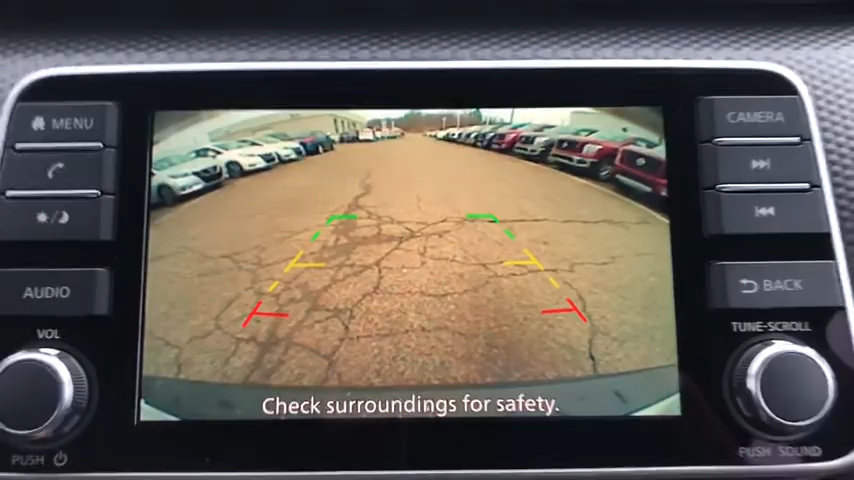 MENU
CAMERA
AUDIO
BACK
VOL
TUNE·SCROLL
Check surroundings for safety.
PUSH
PUSH SOUND